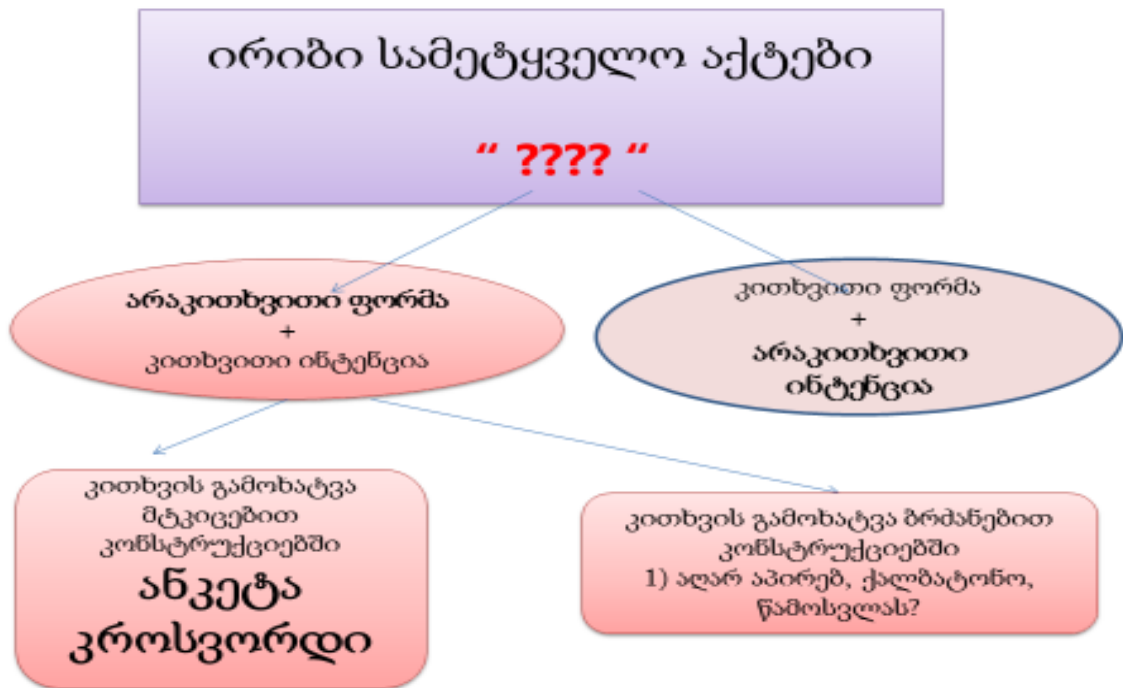 ირიბი სამეტყველო აქტები
“ ???? “
არაკითხვითი ფორმა
+
კითხვითი ინტენცია
კითხვითი ფორმა
+
არაკითხვითი
ინტენცია
კითხვის გამოხატვა
მტკიცებით
კონსტრუქციებში
ანკეტა
კროსვორდი
კითხვის გამოხატვა ბრძანებით
კონსტრუქციებში
1) აღარ აპირებ, ქალბატონო,
წამოსვლას?